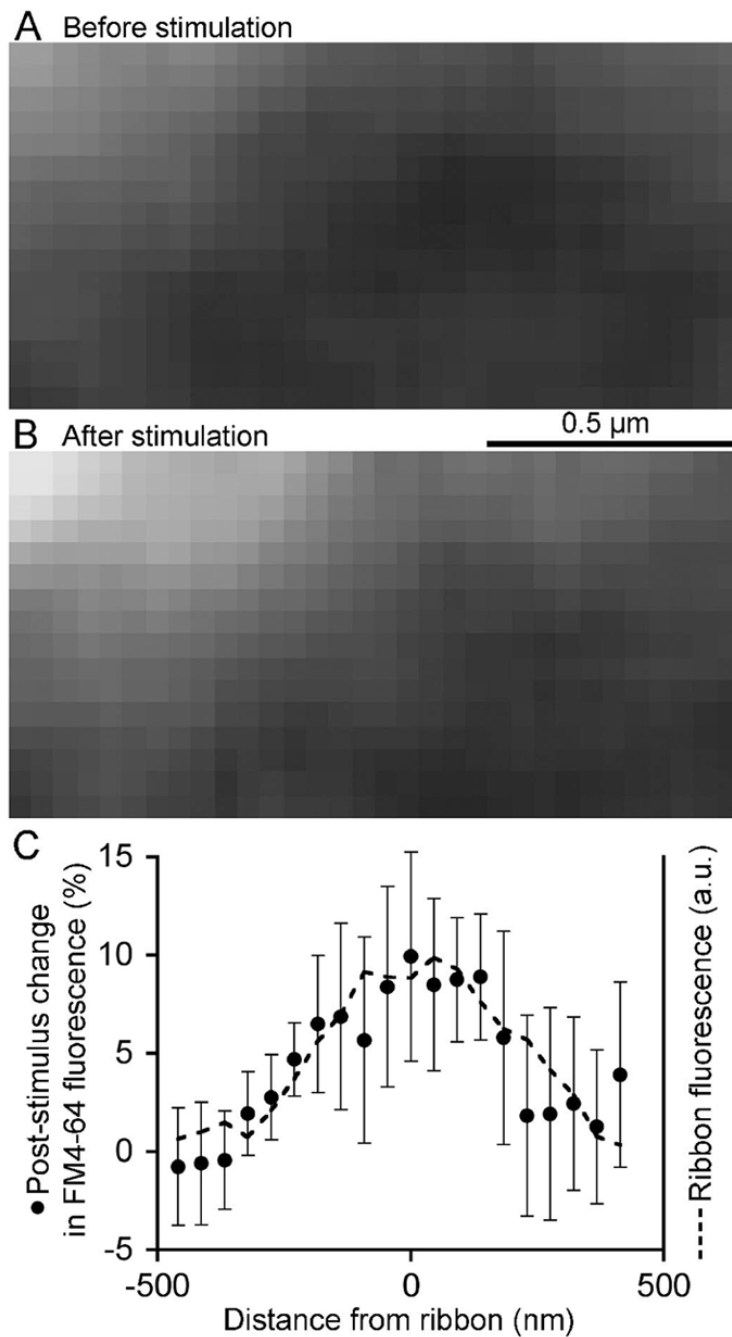 A Before stimulation
B After stimulation
0.5 µm
C
15
10
5
0
-5
-500
0
500
Distance from ribbon (nm)
Post-stimulus change
in FM4-64 fluorescence (%)
Ribbon fluorescence (a.u.)